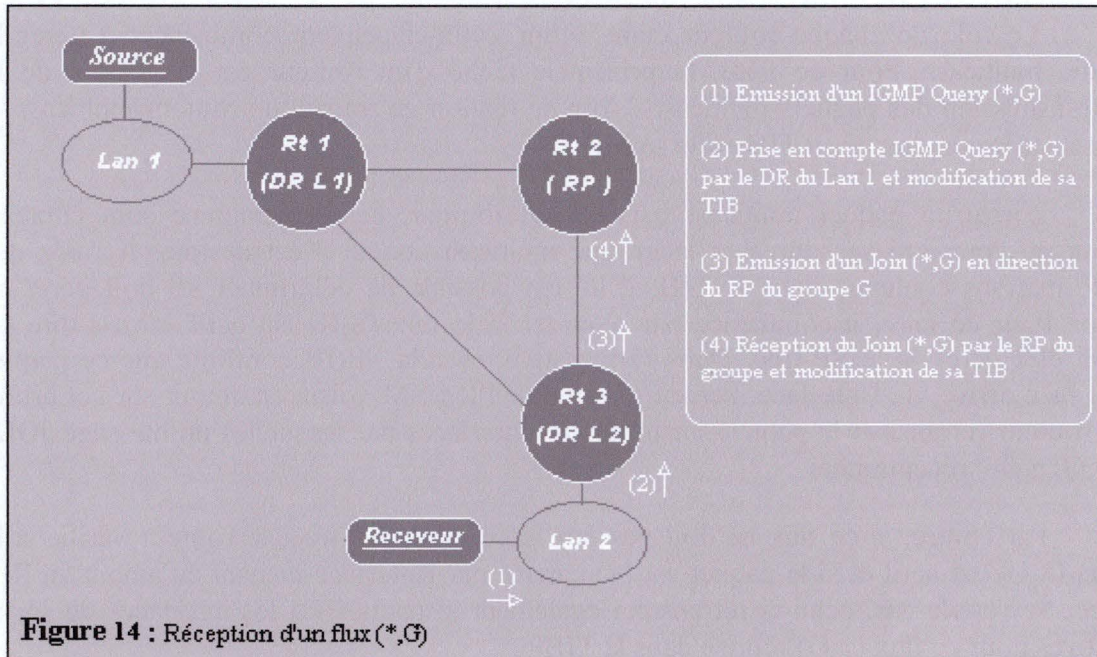 Source
Lan 1
Rt 1
(DR L 1)
Rt 2
( RP )
(4)
(3)
Rt 3
(DR L 2)
(2)
Receveur
Lan 2
(1)
(1) Emission d'un IGMP Query (*,G)
(2) Prise en compte IGMP Query (*,G)
par le DR du Lan 1 et modification de sa
TIB
(3) Emission d'un Join (*,G) en direction
du RP du groupe G
(4) Réception du Join (*,G) par le RP du
groupe et modification de sa TIB
Figure 14 : Réception d'un flux (*,G)